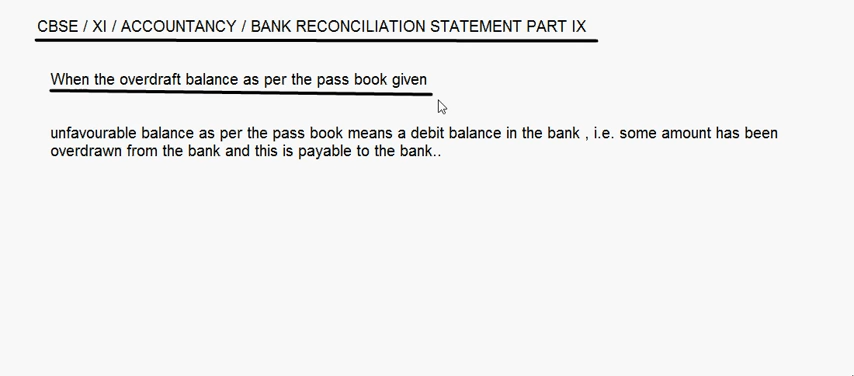 CBSE / XI / ACCOUNTANCY / BANK RECONCILIATION STATEMENT PART IX
When the overdraft balance as per the pass book given
unfavourable balance as per the pass book means a debit balance in the bank , i.e. some amount has been
overdrawn from the bank and this is payable to the bank..